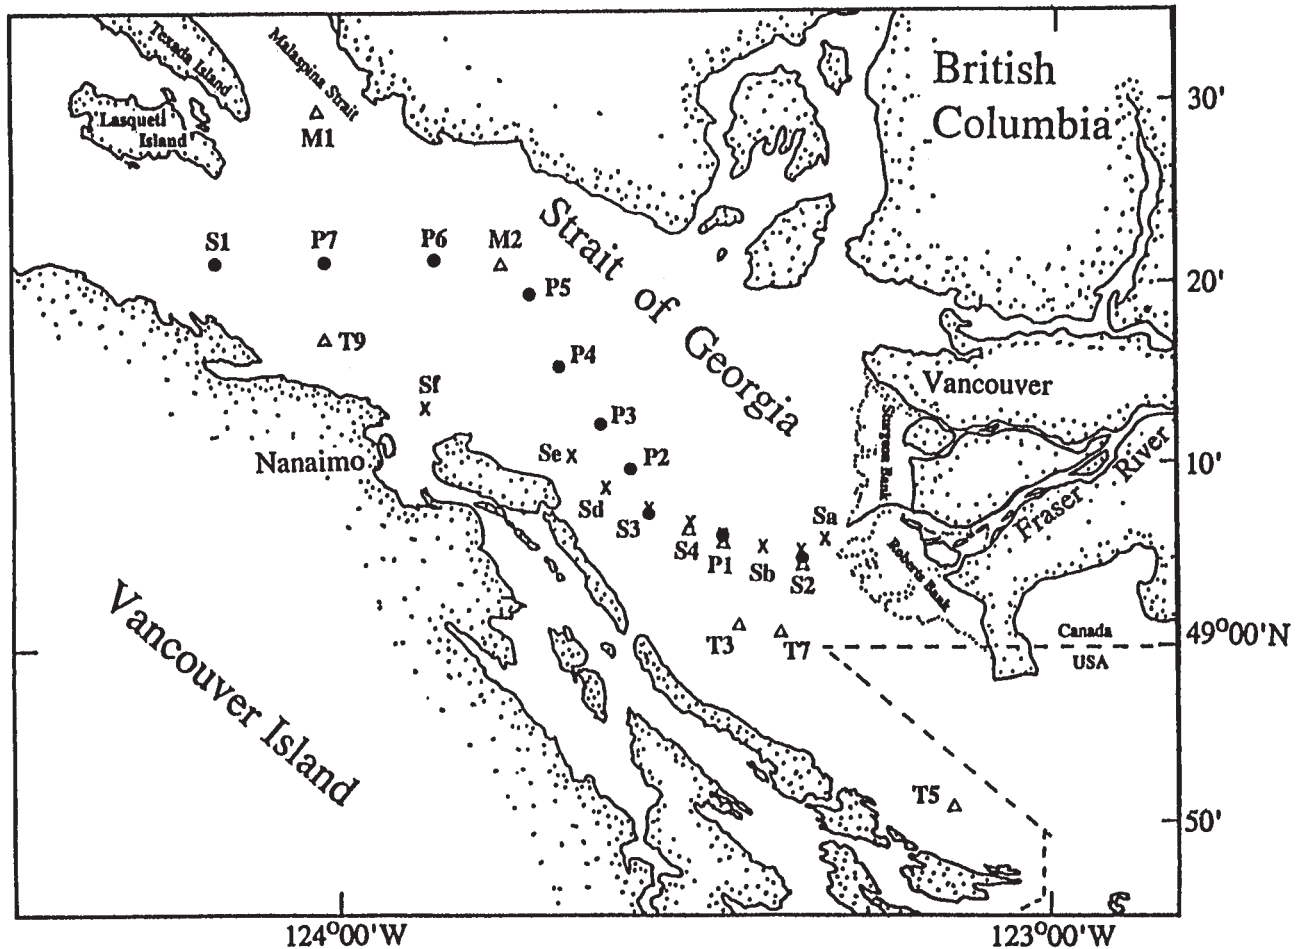 Texada Island
Malaspina Strait
British
Columbia
30'
Lasqueti
Island
M1
Strait of Georgia
S1
P7
P6
M2
P5
20'
T9
P4
Vancouver
Sf
P3
Sturgeon Bank
Nanaimo
Se
P2
10'
Fraser River
Sd
S3
Sa
S4
P1
Sb
S2
Roberts Bank
Vancouver Island
T3
T7
Canada
USA
49°00'N
T5
50'
124°00'W
123°00'W